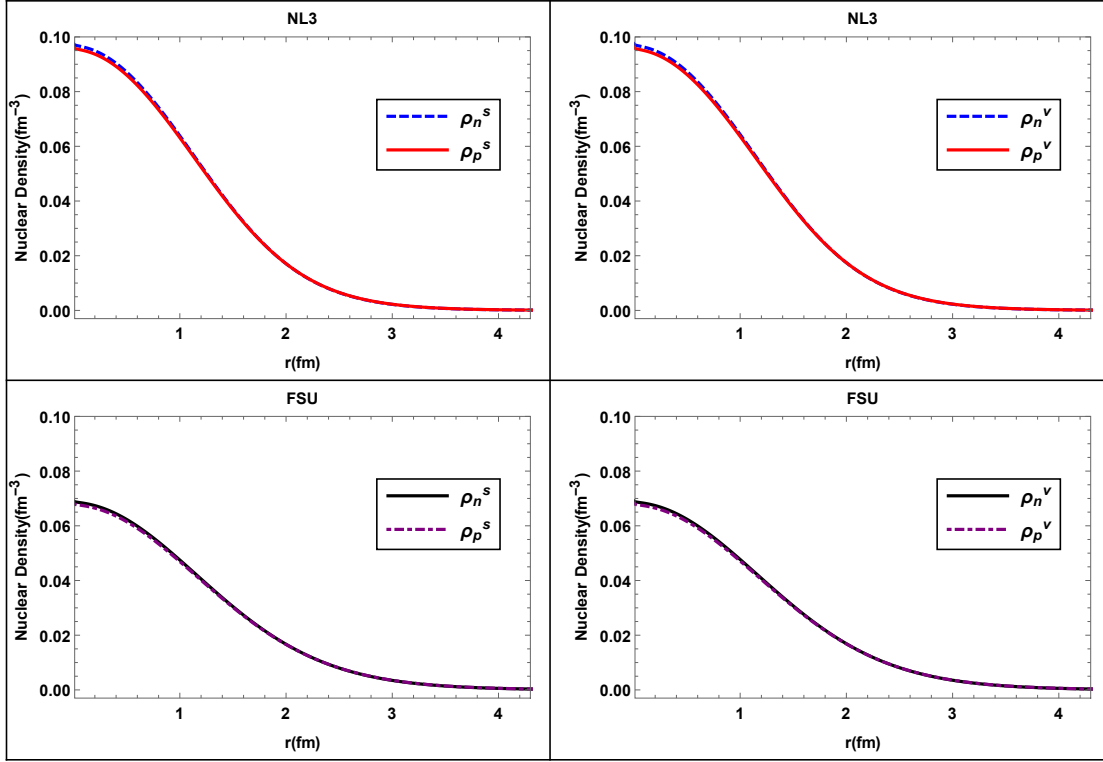 NL3
Nuclear Density(fm⁻³)
0.10
0.08
0.06
0.04
0.02
0.00
ρₙˢ
ρₚˢ
1
2
3
4
r(fm)
NL3
Nuclear Density(fm⁻³)
0.10
0.08
0.06
0.04
0.02
0.00
ρₙᵛ
ρₚᵛ
1
2
3
4
r(fm)
FSU
Nuclear Density(fm⁻³)
0.10
0.08
0.06
0.04
0.02
0.00
ρₙˢ
ρₚˢ
1
2
3
4
r(fm)
FSU
Nuclear Density(fm⁻³)
0.10
0.08
0.06
0.04
0.02
0.00
ρₙᵛ
ρₚᵛ
1
2
3
4
r(fm)